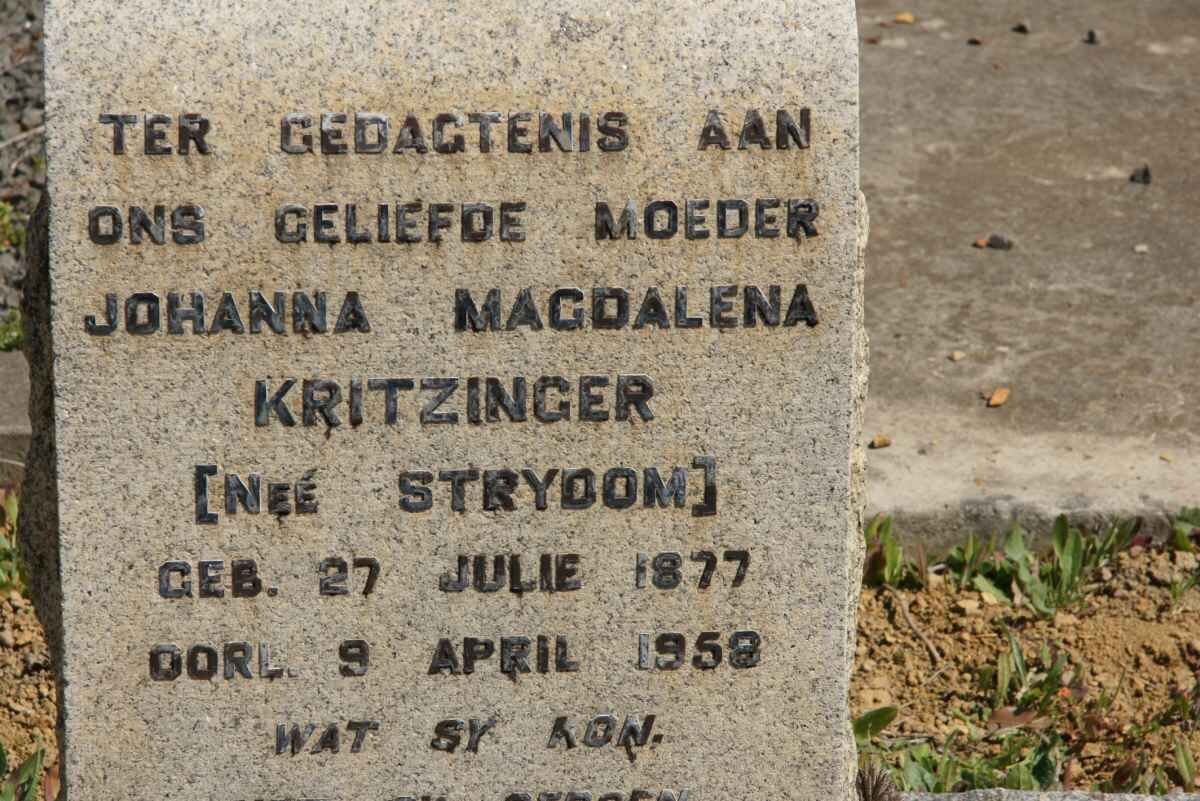 TER GEDAGTENIS AAN
ONS GELIEFDE MOEDER
JOHANNA MAGDALENA
KRITZINGER
[NEÉ STRYDOM]
GEB. 27 JULIE 1877
OORL. 9 APRIL 1958
WAT SY KON.